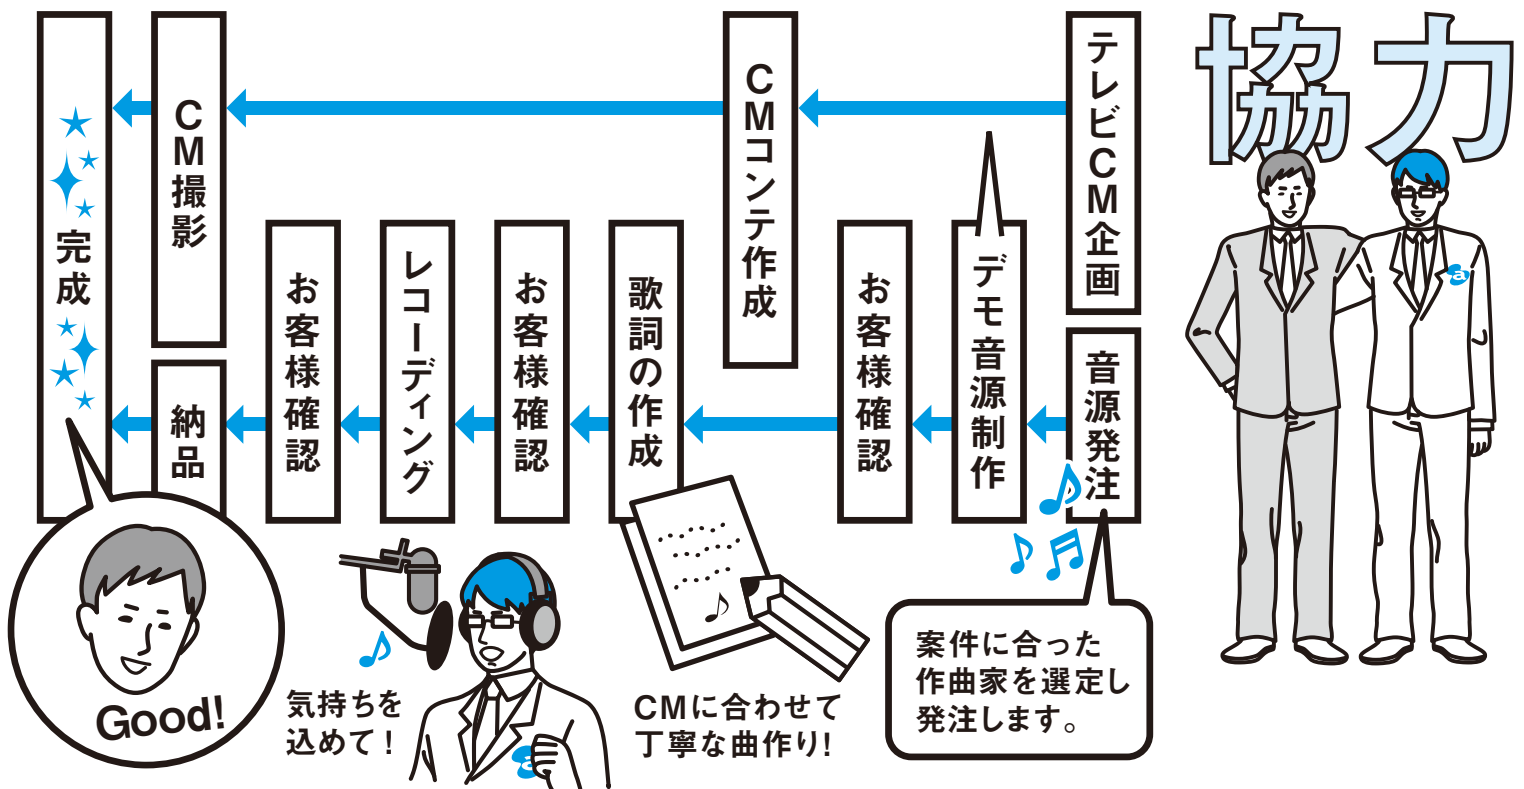 協力
テレビCM企画
音源発注
デモ音源制作
お客様確認
CMコンテ作成
歌詞の作成
お客様確認
レコーディング
お客様確認
CM撮影
納品
完成
案件に合った
作曲家を選定し
発注します。
CMに合わせて
丁寧な曲作り!
気持ちを
込めて!
Good!
a
a